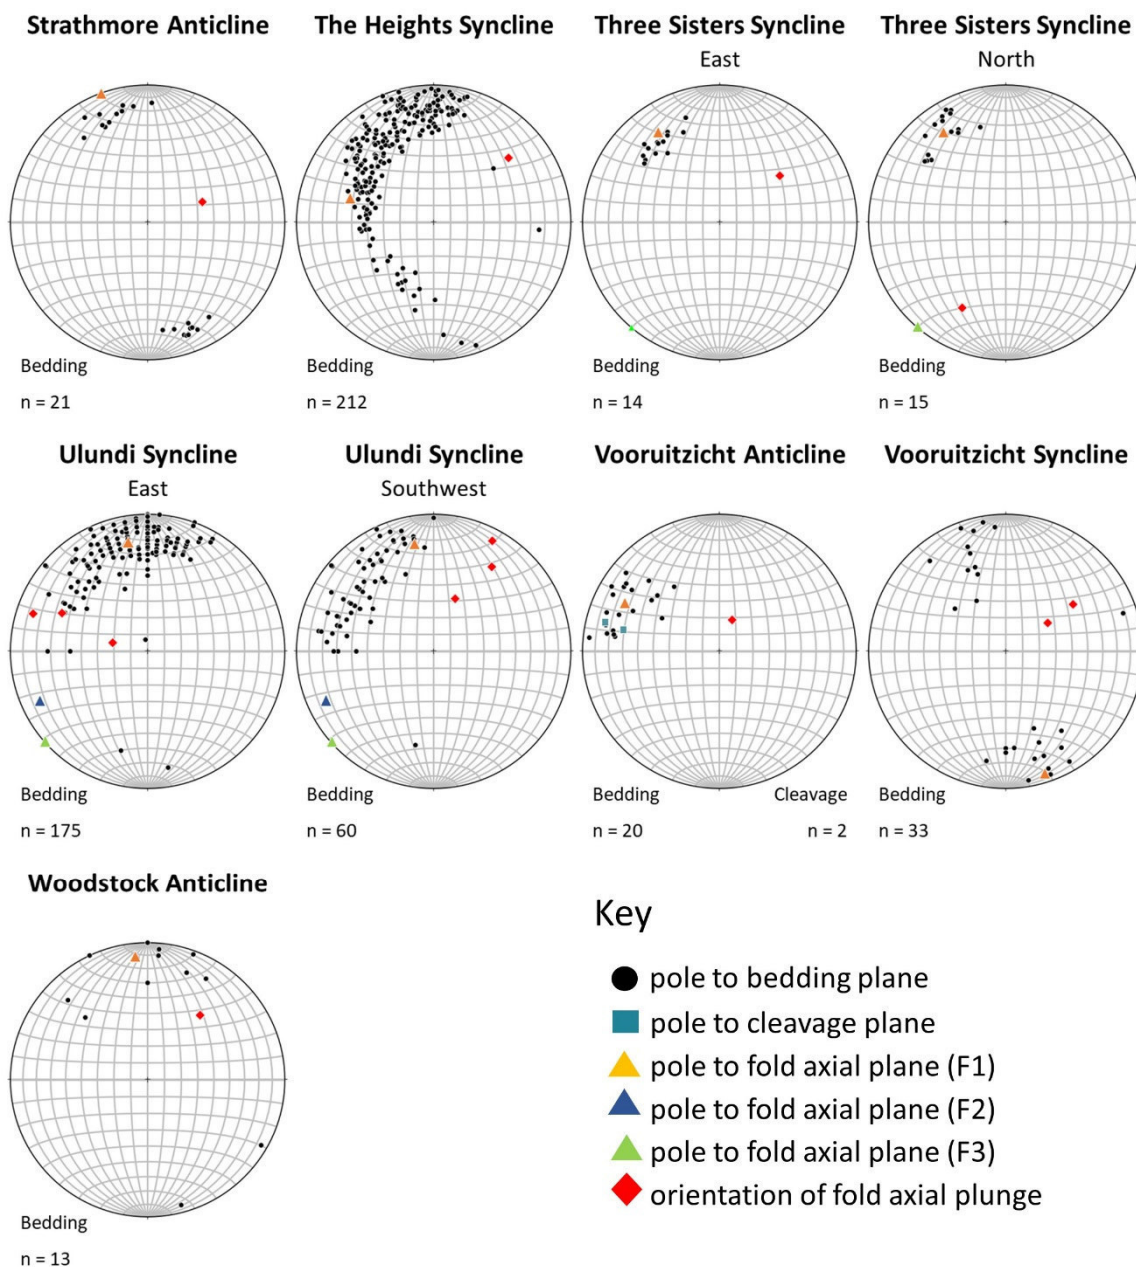 Strathmore Anticline
The Heights Syncline
Three Sisters Syncline
East
Three Sisters Syncline
North
Bedding
n = 21
Bedding
n = 212
Bedding
n = 14
Bedding
n = 15
Ulundi Syncline
East
Ulundi Syncline
Southwest
Vooruitzicht Anticline
Vooruitzicht Syncline
Bedding
n = 175
Bedding
n = 60
Bedding
n = 20
Cleavage
n = 2
Bedding
n = 33
Woodstock Anticline
Bedding
n = 13
Key
pole to bedding plane
pole to cleavage plane
pole to fold axial plane (F1)
pole to fold axial plane (F2)
pole to fold axial plane (F3)
orientation of fold axial plunge